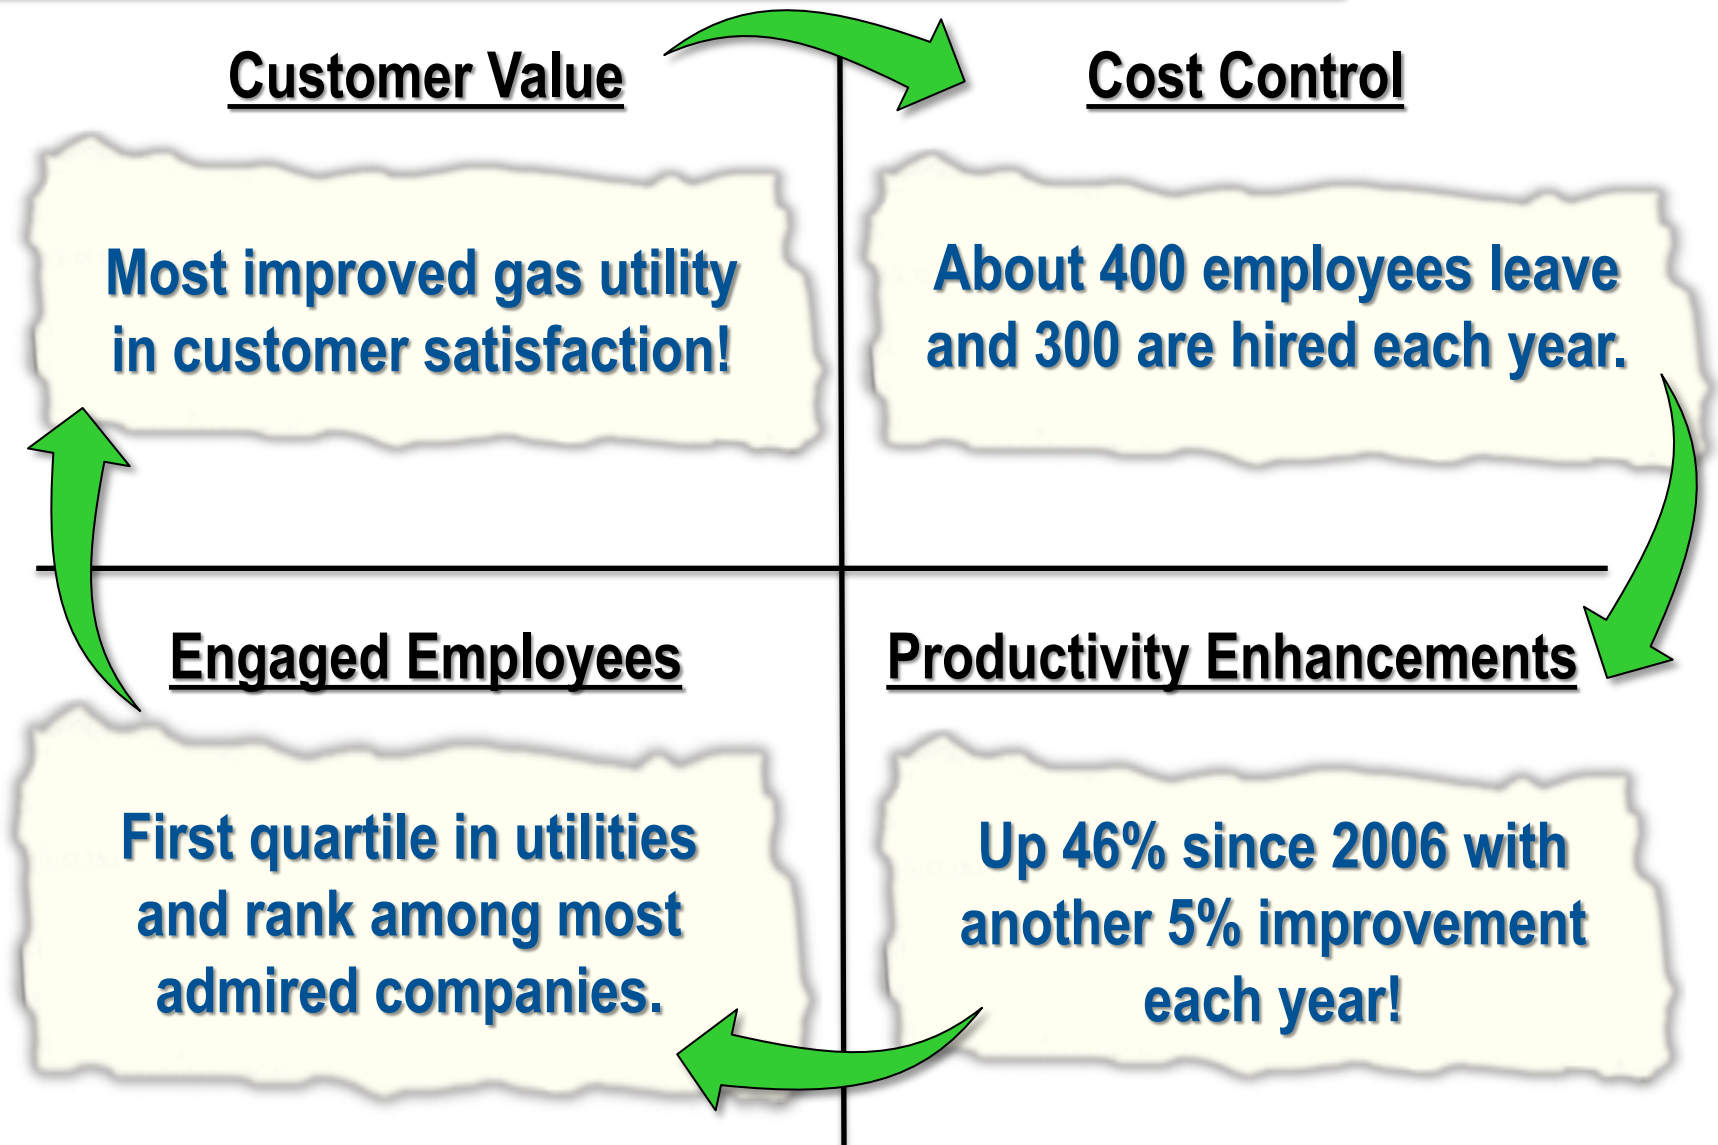 Customer Value
Most improved gas utility
in customer satisfaction!
Cost Control
About 400 employees leave
and 300 are hired each year.
Engaged Employees
First quartile in utilities
and rank among most
admired companies.
Productivity Enhancements
Up 46% since 2006 with
another 5% improvement
each year!